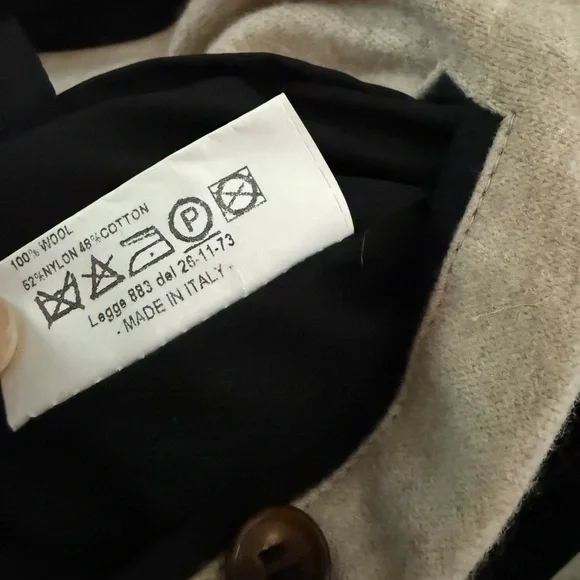 100% WOOL
52%NYLON 48%COTTON
P
Legge 883 del 26-11-73
- MADE IN ITALY -